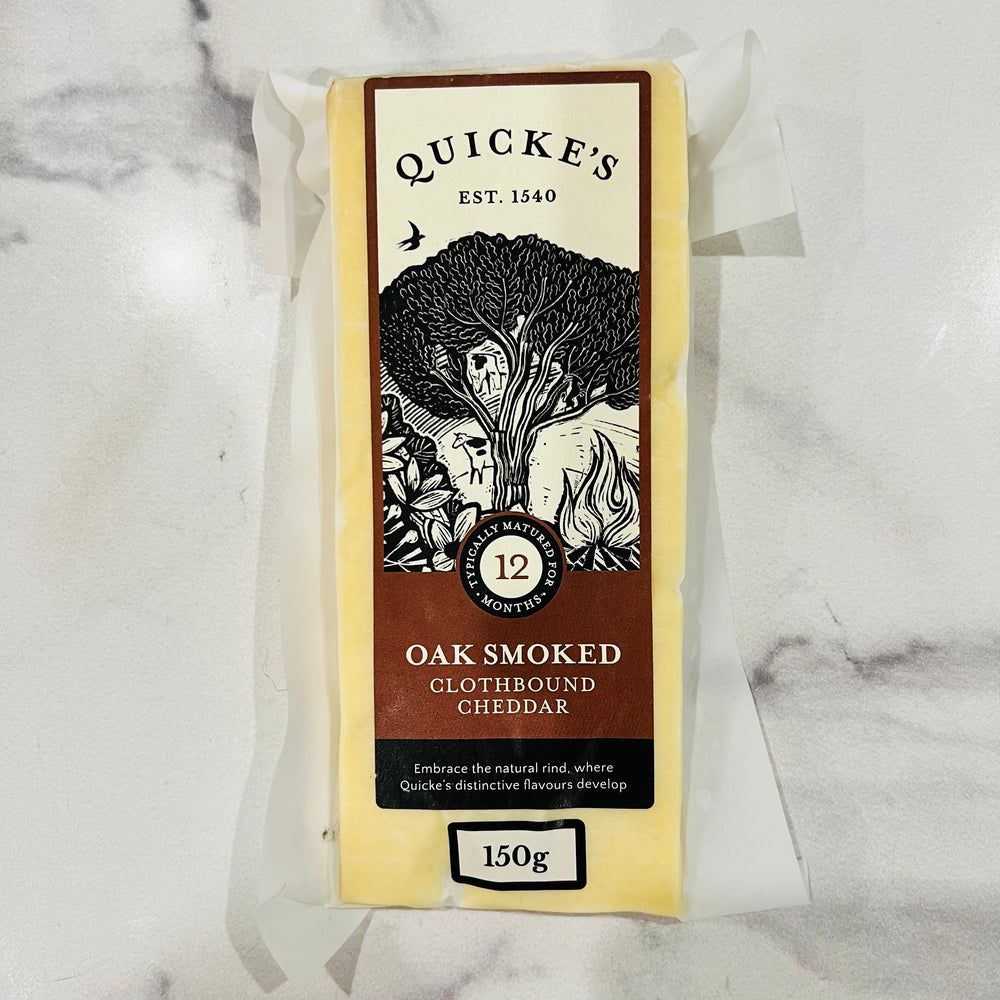 QUICKE'S
EST. 1540
TYPICALLY MATURED FOR
12
MONTHS
OAK SMOKED
CLOTHBOUND
CHEDDAR
Embrace the natural rind, where
Quicke's distinctive flavours develop
150g